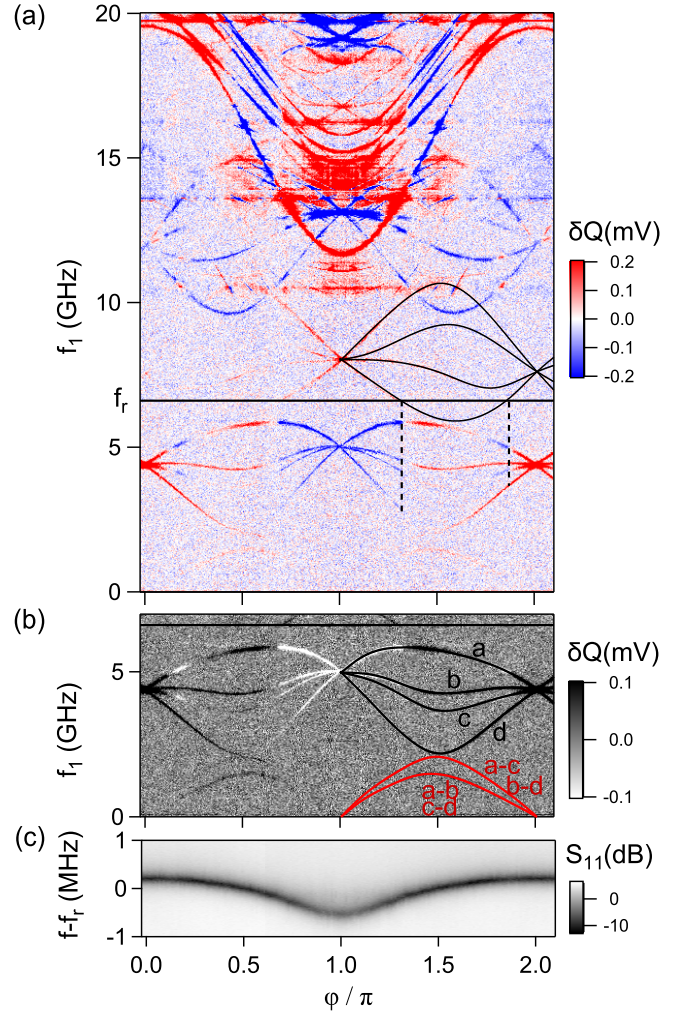 (a)
20
15
10
5
0
f₁ (GHz)
fᵣ
δQ(mV)
0.2
0.1
0.0
-0.1
-0.2
(b)
5
0
f₁ (GHz)
a
b
c
d
a-c
a-b b-d
c-d
δQ(mV)
0.1
0.0
-0.1
(c)
1
0
-1
f-fᵣ (MHz)
S₁₁(dB)
0
-10
0.0 0.5 1.0 1.5 2.0
φ / π